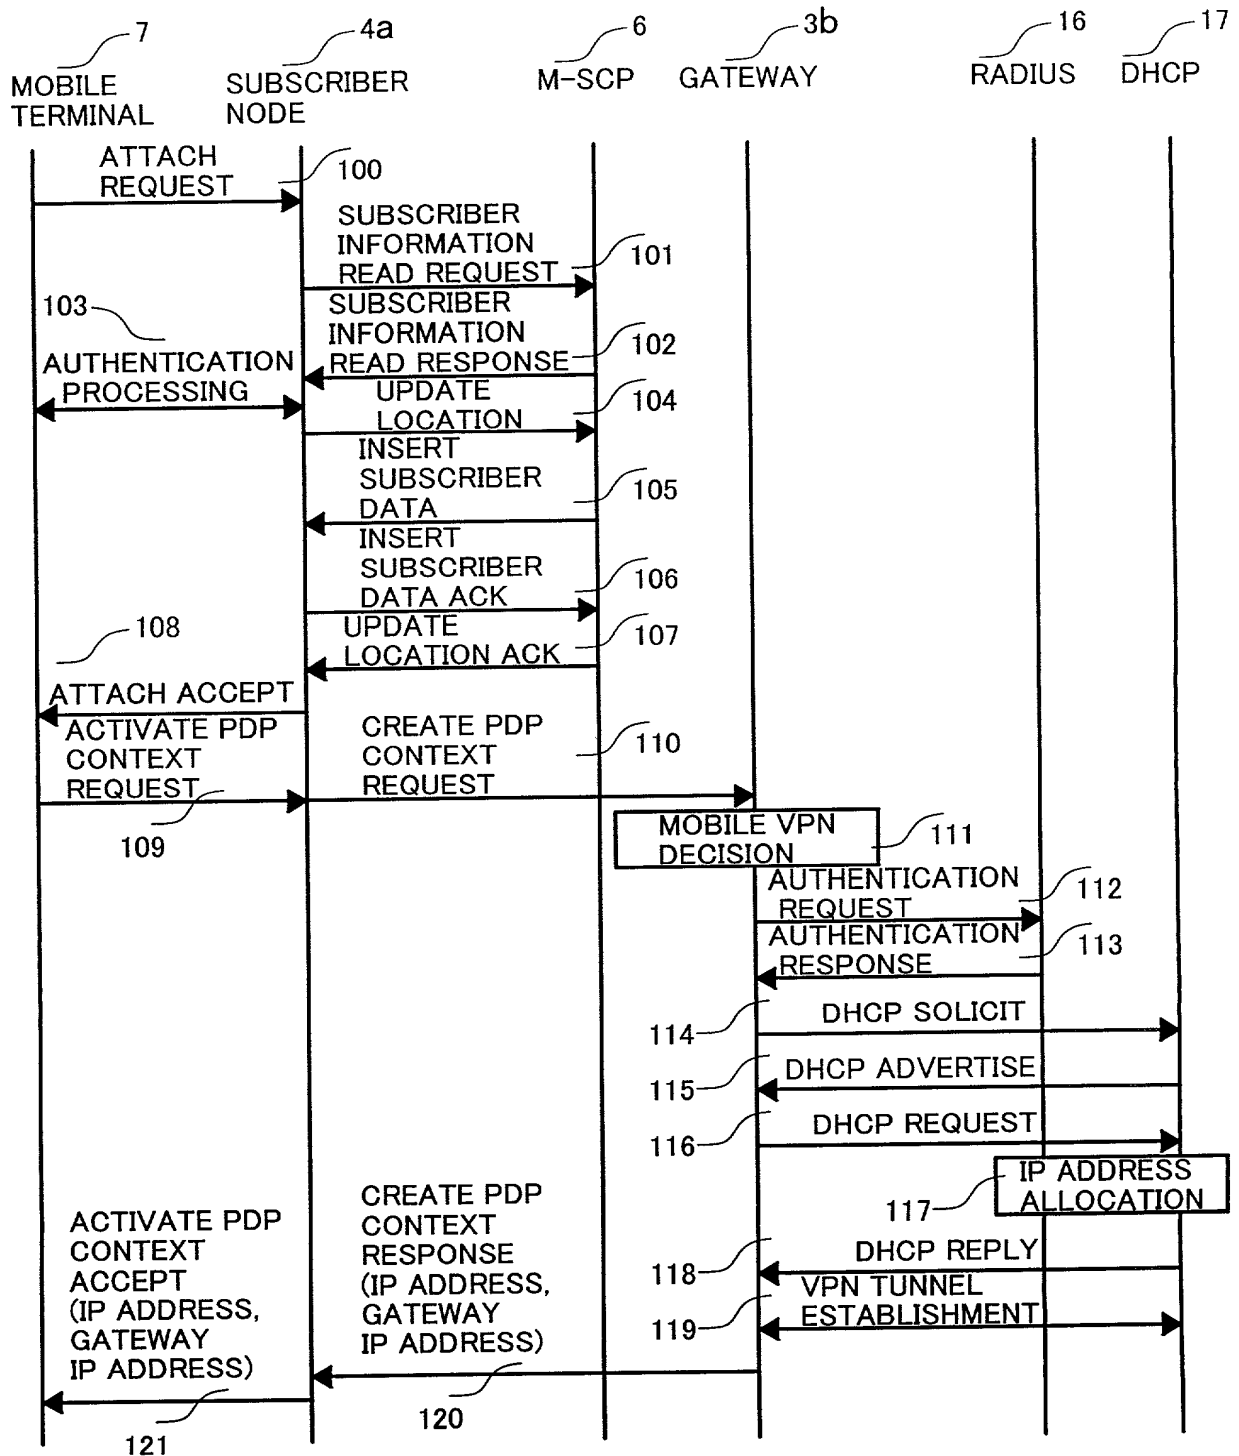 7
4a
6
3b
16
17
MOBILE
TERMINAL
SUBSCRIBER
NODE
M-SCP
GATEWAY
RADIUS
DHCP
ATTACH
REQUEST
100
SUBSCRIBER
INFORMATION
READ REQUEST
101
SUBSCRIBER
INFORMATION
READ RESPONSE
102
103
AUTHENTICATION
PROCESSING
UPDATE
LOCATION
104
INSERT
SUBSCRIBER
DATA
105
INSERT
SUBSCRIBER
DATA ACK
106
UPDATE
LOCATION ACK
107
108
ATTACH ACCEPT
ACTIVATE PDP
CONTEXT
REQUEST
109
CREATE PDP
CONTEXT
REQUEST
110
MOBILE VPN
DECISION
111
AUTHENTICATION
REQUEST
112
AUTHENTICATION
RESPONSE
113
DHCP SOLICIT
114
DHCP ADVERTISE
115
DHCP REQUEST
116
IP ADDRESS
ALLOCATION
117
DHCP REPLY
118
VPN TUNNEL
ESTABLISHMENT
119
CREATE PDP
CONTEXT
RESPONSE
(IP ADDRESS,
GATEWAY
IP ADDRESS)
120
ACTIVATE PDP
CONTEXT
ACCEPT
(IP ADDRESS,
GATEWAY
IP ADDRESS)
121